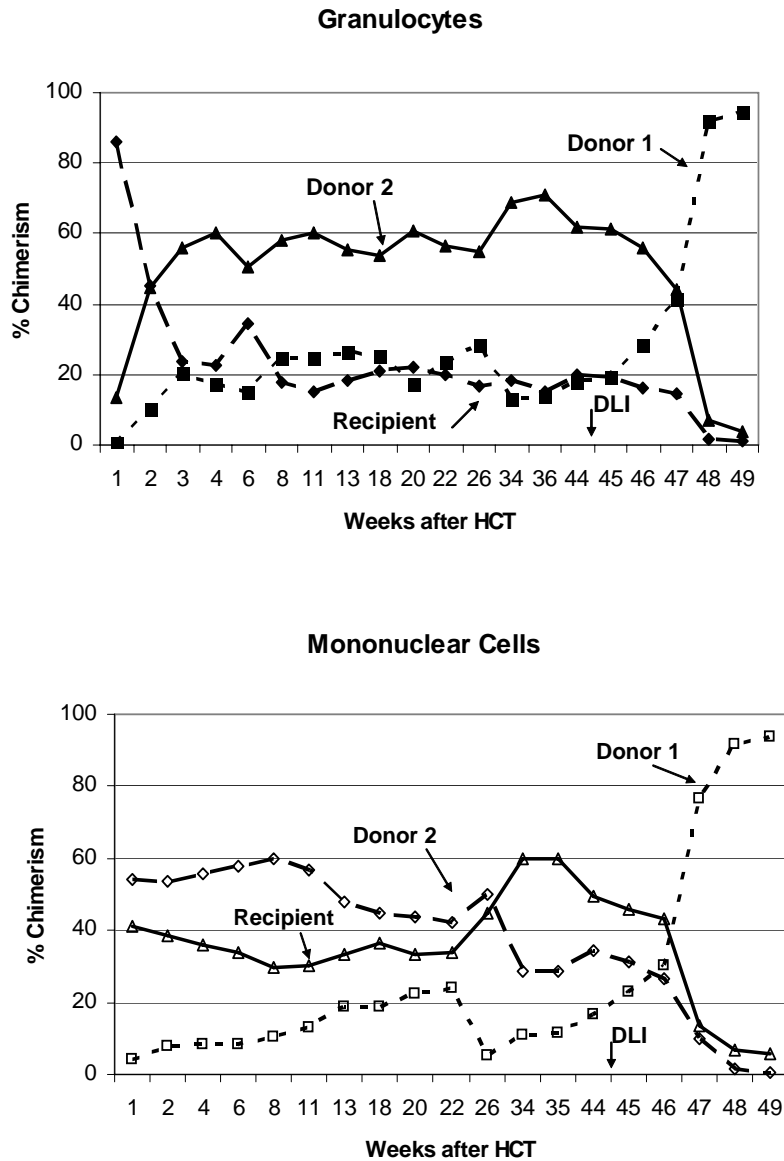 Granulocytes
100
80
60
40
20
0
% Chimerism
Donor 1
Donor 2
Recipient
DLI
1 2 3 4 6 8 11 13 18 20 22 26 34 36 44 45 46 47 48 49
Weeks after HCT
Mononuclear Cells
100
80
60
40
20
0
% Chimerism
Donor 1
Donor 2
Recipient
DLI
1 2 4 6 8 11 13 18 20 22 26 34 35 44 45 46 47 48 49
Weeks after HCT